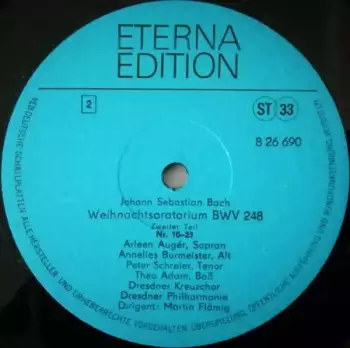 ETERNA
EDITION
2
ST 33
8 26 690
Johann Sebastian Bach
Weihnachtsoratorium BWV 248
Zweiter Teil
Nr. 10-23
Arleen Augér, Sopran
Annelies Burmeister, Alt
Peter Schreier, Tenor
Theo Adam, Baß
Dresdner Kreuzchor
Dresdner Philharmonie
Dirigent: Martin Flämig
VEB DEUTSCHE SCHALLPLATTEN ALLE HERSTELLER UND URHEBERRECHTE VORBEHALTEN. ÜBERSPIELUNG, ÖFFENTLICHE AUFFÜHRUNG UND RUNDFUNKSENDUNG